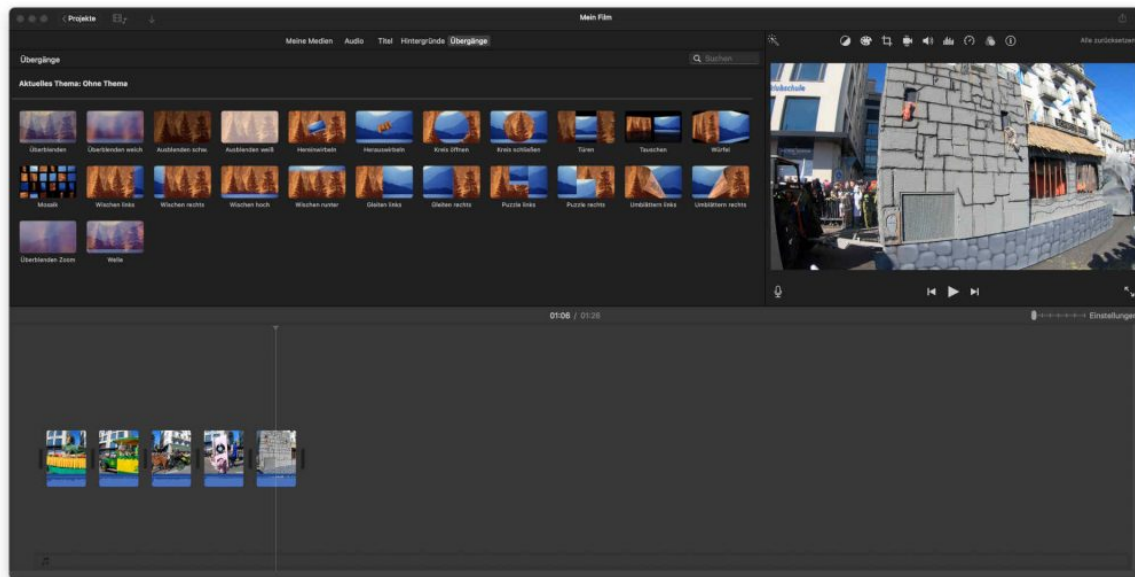 Projekte
Mein Film
Meine Medien Audio Titel Hintergründe Übergänge
Alle zurücksetzen
Übergänge
Suchen
Aktuelles Thema: Ohne Thema
Überblenden Überblenden weich Ausblenden schw. Ausblenden weiß Hereinwirbeln Herauswirbeln Kreis öffnen Kreis schließen Türen Tauschen Würfel
Mosaik Wischen links Wischen rechts Wischen hoch Wischen runter Gleiten links Gleiten rechts Puzzle links Puzzle rechts Umblättern links Umblättern rechts
Überblenden Zoom Welle
klubschule
01:06 / 01:26
Einstellungen